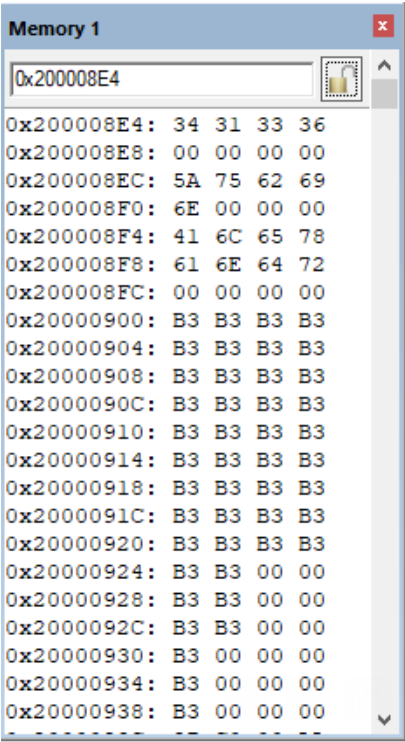 Memory 1
0x200008E4
0x200008E4: 34 31 33 36
0x200008E8: 00 00 00 00
0x200008EC: 5A 75 62 69
0x200008F0: 6E 00 00 00
0x200008F4: 41 6C 65 78
0x200008F8: 61 6E 64 72
0x200008FC: 00 00 00 00
0x20000900: B3 B3 B3 B3
0x20000904: B3 B3 B3 B3
0x20000908: B3 B3 B3 B3
0x2000090C: B3 B3 B3 B3
0x20000910: B3 B3 B3 B3
0x20000914: B3 B3 B3 B3
0x20000918: B3 B3 B3 B3
0x2000091C: B3 B3 B3 B3
0x20000920: B3 B3 B3 B3
0x20000924: B3 B3 00 00
0x20000928: B3 B3 00 00
0x2000092C: B3 B3 00 00
0x20000930: B3 00 00 00
0x20000934: B3 00 00 00
0x20000938: B3 00 00 00